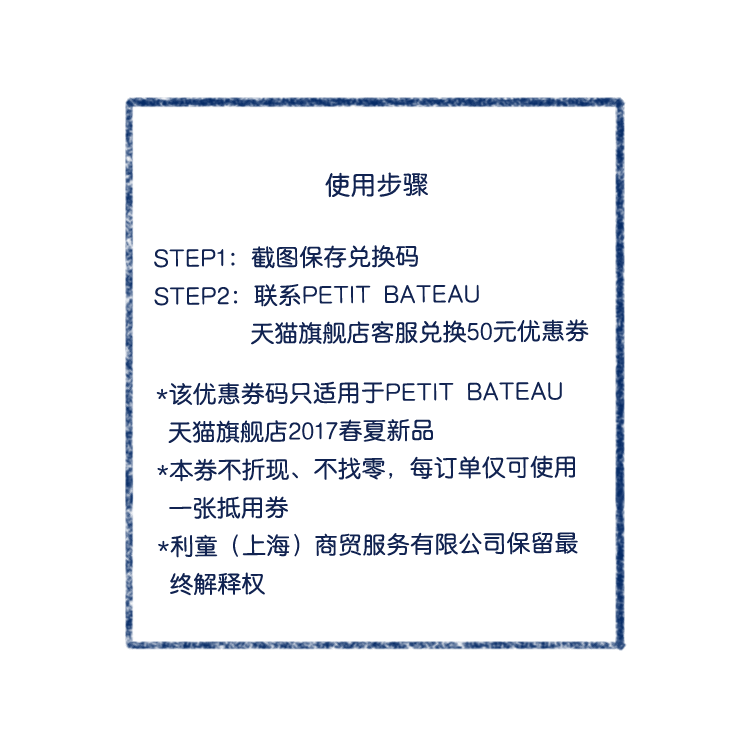 使用步骤
STEP1：截图保存兑换码
STEP2：联系PETIT BATEAU
天猫旗舰店客服兑换50元优惠券
*该优惠券码只适用于PETIT BATEAU
天猫旗舰店2017春夏新品
*本券不折现、不找零，每订单仅可使用
一张抵用券
*利童（上海）商贸服务有限公司保留最
终解释权